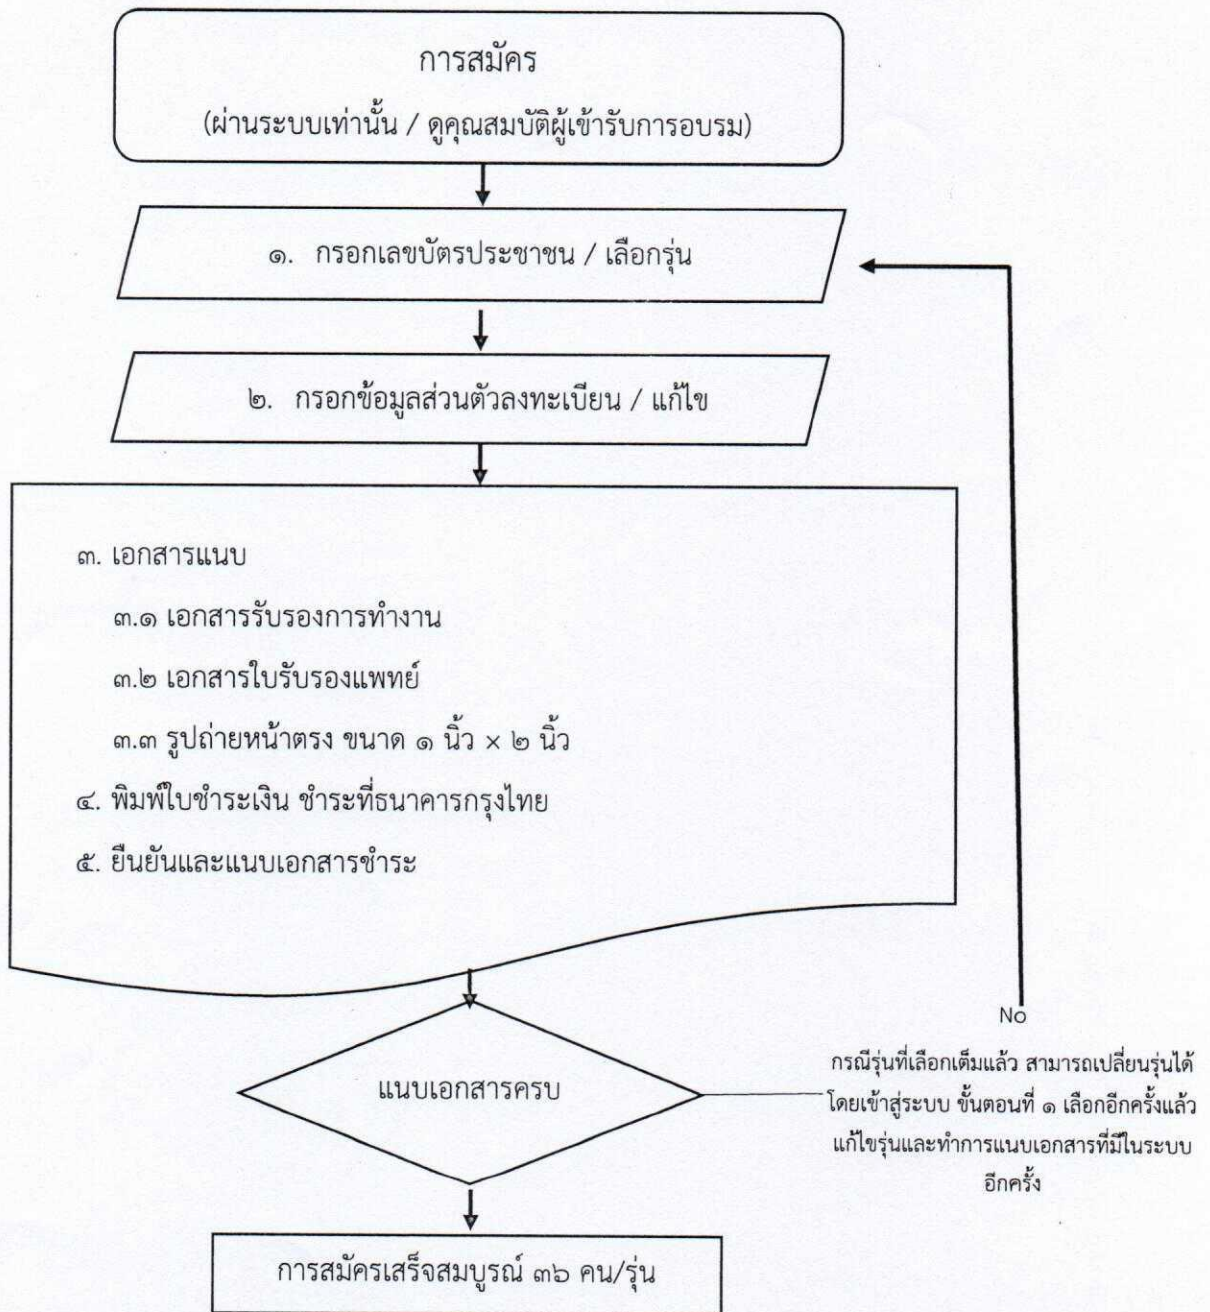 การสมัคร
(ผ่านระบบเท่านั้น / ดูคุณสมบัติผู้เข้ารับการอบรม)
๑. กรอกเลขบัตรประชาชน / เลือกรุ่น
๒. กรอกข้อมูลส่วนตัวลงทะเบียน / แก้ไข
๓. เอกสารแนบ
๓.๑ เอกสารรับรองการทำงาน
๓.๒ เอกสารใบรับรองแพทย์
๓.๓ รูปถ่ายหน้าตรง ขนาด ๑ นิ้ว × ๒ นิ้ว
๔. พิมพ์ใบชำระเงิน ชำระที่ธนาคารกรุงไทย
๕. ยืนยันและแนบเอกสารชำระ
No
แนบเอกสารครบ
กรณีรุ่นที่เลือกเต็มแล้ว สามารถเปลี่ยนรุ่นได้
โดยเข้าสู่ระบบ ขั้นตอนที่ ๑ เลือกอีกครั้งแล้ว
แก้ไขรุ่นและทำการแนบเอกสารที่มีในระบบ
อีกครั้ง
การสมัครเสร็จสมบูรณ์ ๓๖ คน/รุ่น